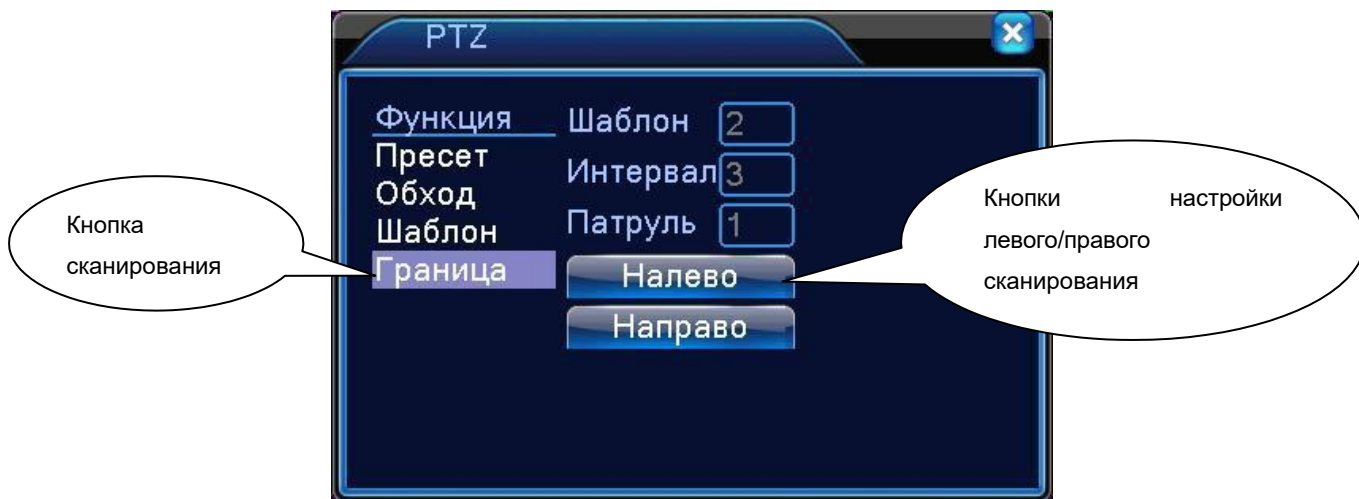 PTZ
Функция
Пресет
Обход
Шаблон
Граница
Шаблон 2
Интервал 3
Патруль 1
Налево
Направо
Кнопка
сканирования
Кнопки настройки
левого/правого
сканирования